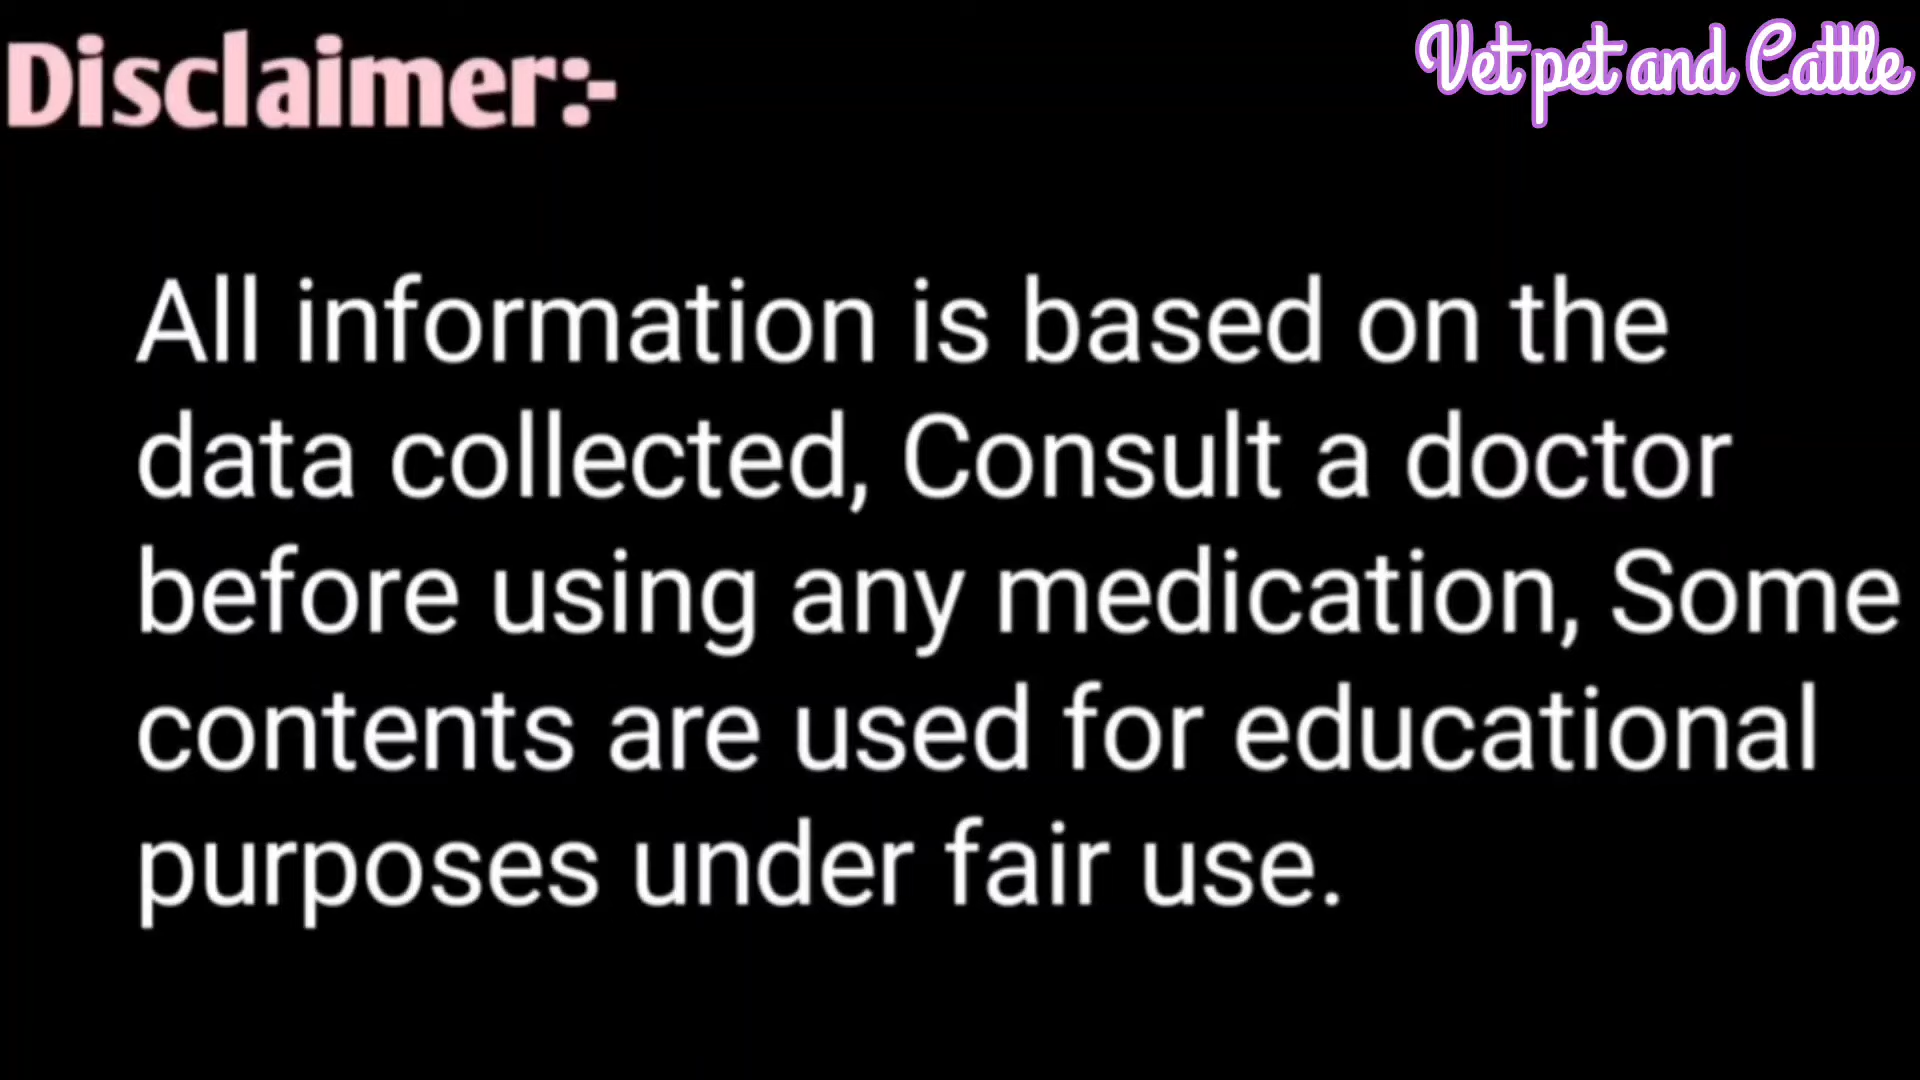 Disclaimer:-
Vet pet and Cattle
All information is based on the
data collected, Consult a doctor
before using any medication, Some
contents are used for educational
purposes under fair use.